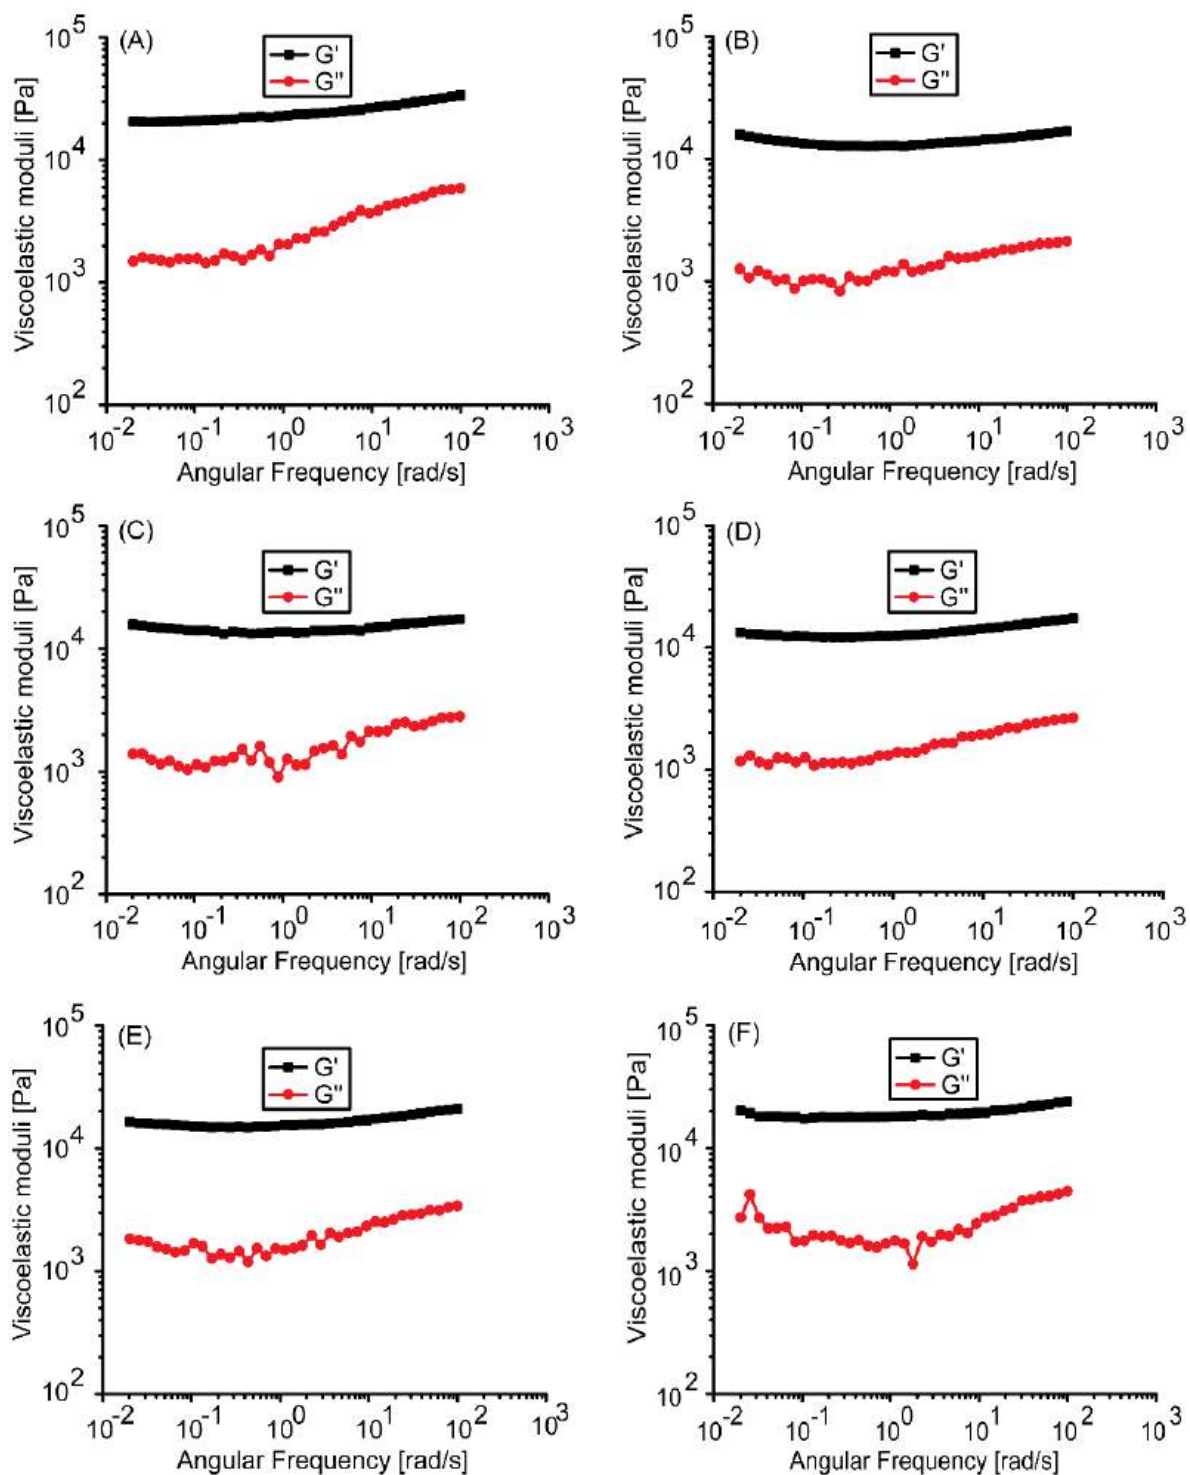 (A)
G'
G"
10^5
10^4
10^3
10^2
Viscoelastic moduli [Pa]
10^-2 10^-1 10^0 10^1 10^2 10^3
Angular Frequency [rad/s]
(B)
G'
G"
10^5
10^4
10^3
10^2
Viscoelastic moduli [Pa]
10^-2 10^-1 10^0 10^1 10^2 10^3
Angular Frequency [rad/s]
(C)
G'
G"
10^5
10^4
10^3
10^2
Viscoelastic moduli [Pa]
10^-2 10^-1 10^0 10^1 10^2 10^3
Angular Frequency [rad/s]
(D)
G'
G"
10^5
10^4
10^3
10^2
Viscoelastic moduli [Pa]
10^-2 10^-1 10^0 10^1 10^2 10^3
Angular Frequency [rad/s]
(E)
G'
G"
10^5
10^4
10^3
10^2
Viscoelastic moduli [Pa]
10^-2 10^-1 10^0 10^1 10^2 10^3
Angular Frequency [rad/s]
(F)
G'
G"
10^5
10^4
10^3
10^2
Viscoelastic moduli [Pa]
10^-2 10^-1 10^0 10^1 10^2 10^3
Angular Frequency [rad/s]